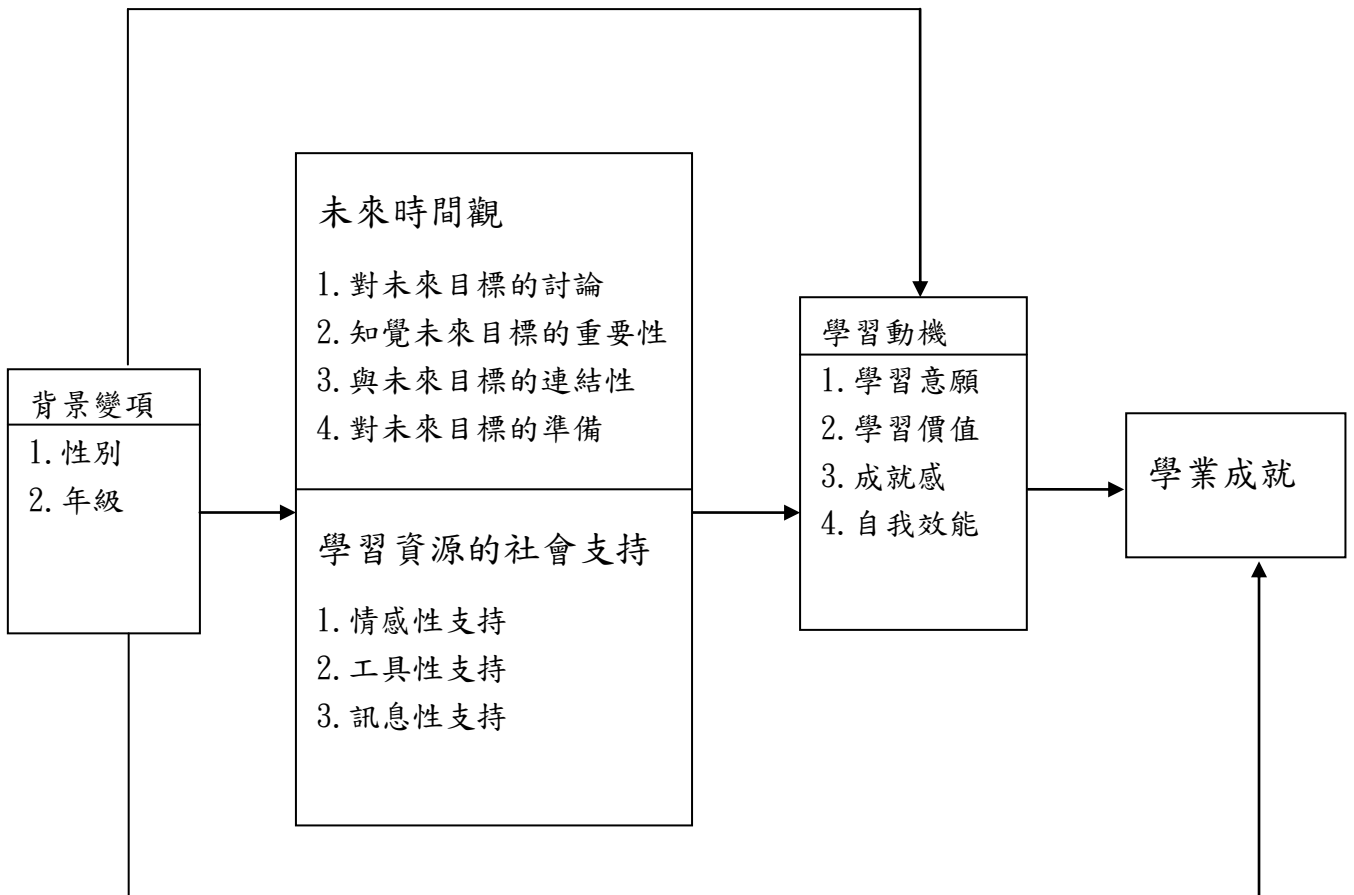 背景變項
1.性別
2.年級
未來時間觀
1.對未來目標的討論
2.知覺未來目標的重要性
3.與未來目標的連結性
4.對未來目標的準備
學習資源的社會支持
1.情感性支持
2.工具性支持
3.訊息性支持
學習動機
1.學習意願
2.學習價值
3.成就感
4.自我效能
學業成就